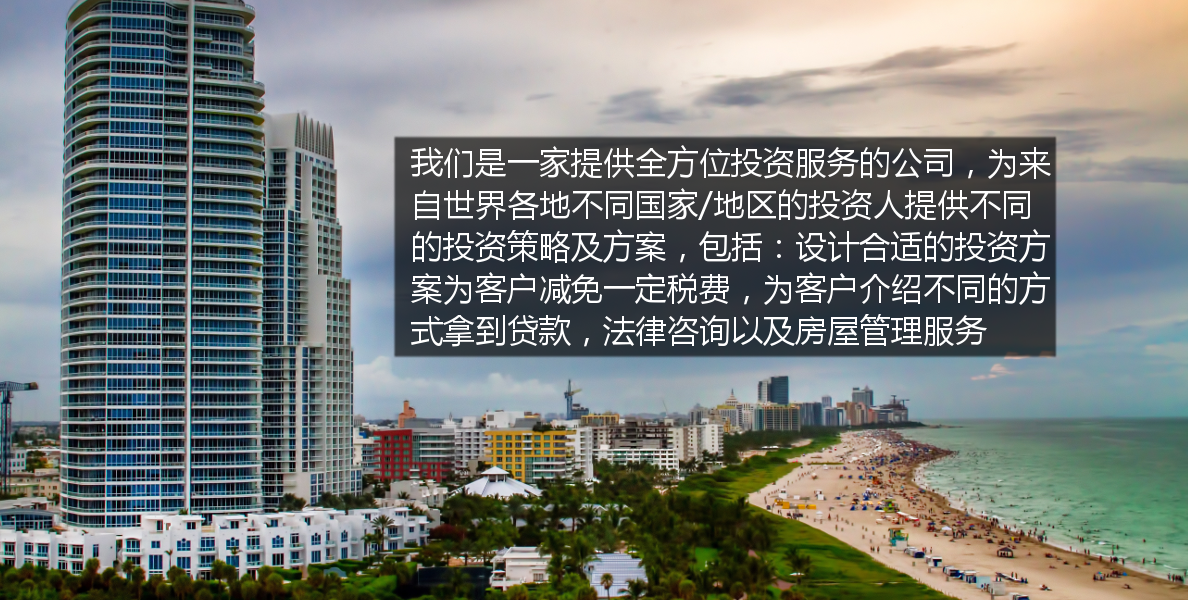 我们是一家提供全方位投资服务的公司，为来
自世界各地不同国家/地区的投资人提供不同
的投资策略及方案，包括：设计合适的投资方
案为客户减免一定税费，为客户介绍不同的方
式拿到贷款，法律咨询以及房屋管理服务